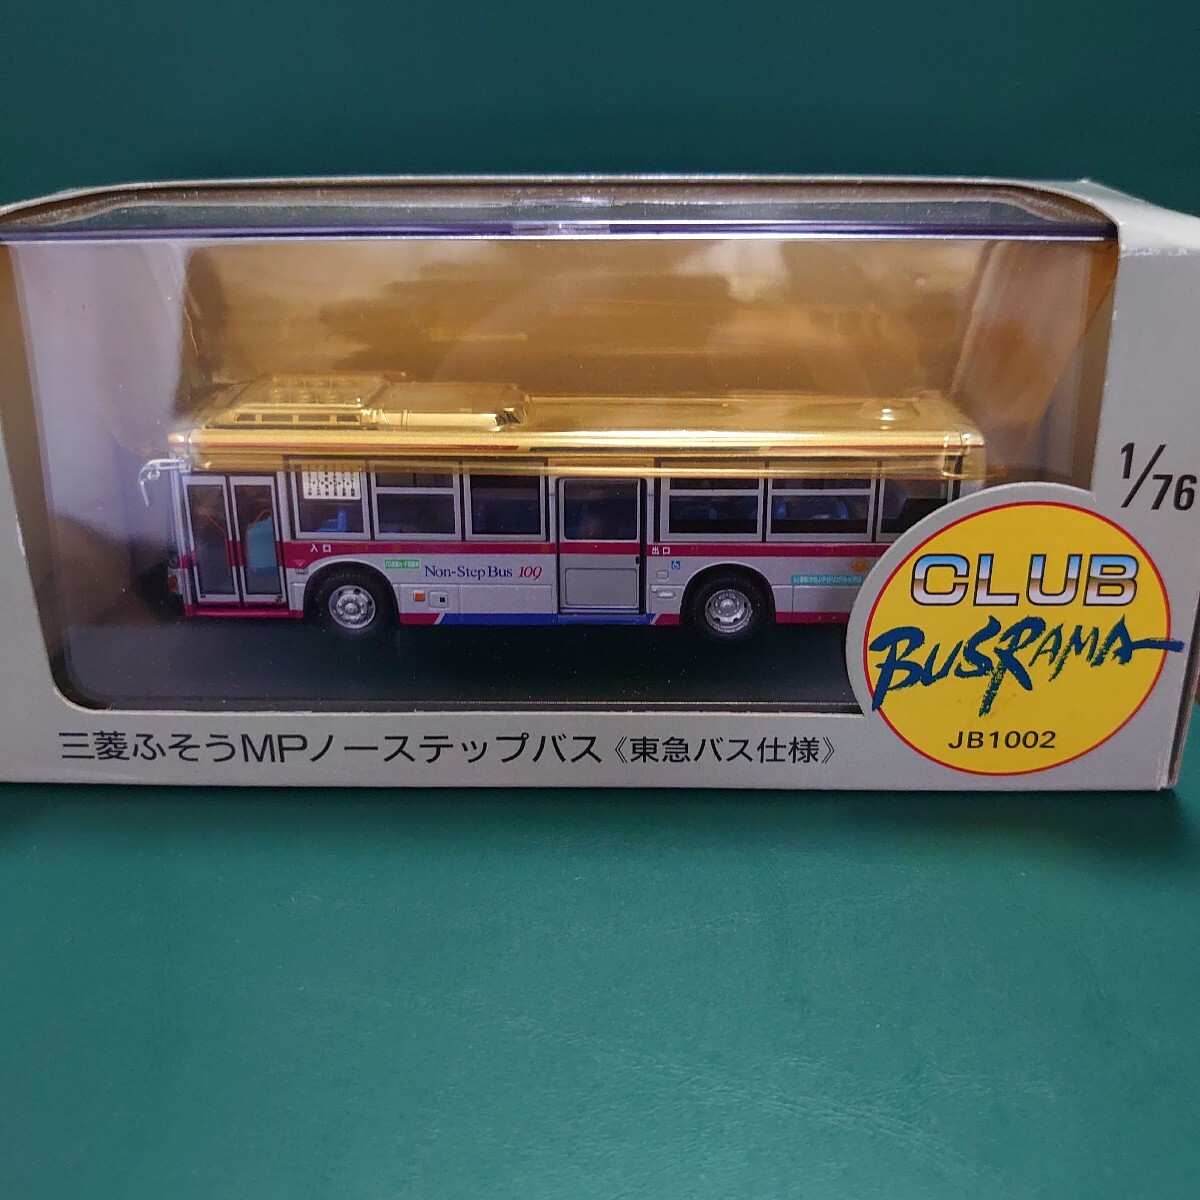 1/76
入口
Non-Step Bus 109
出口
CLUB
BUSRAMA
JB1002
三菱ふそうMPノーステップバス《東急バス仕様》